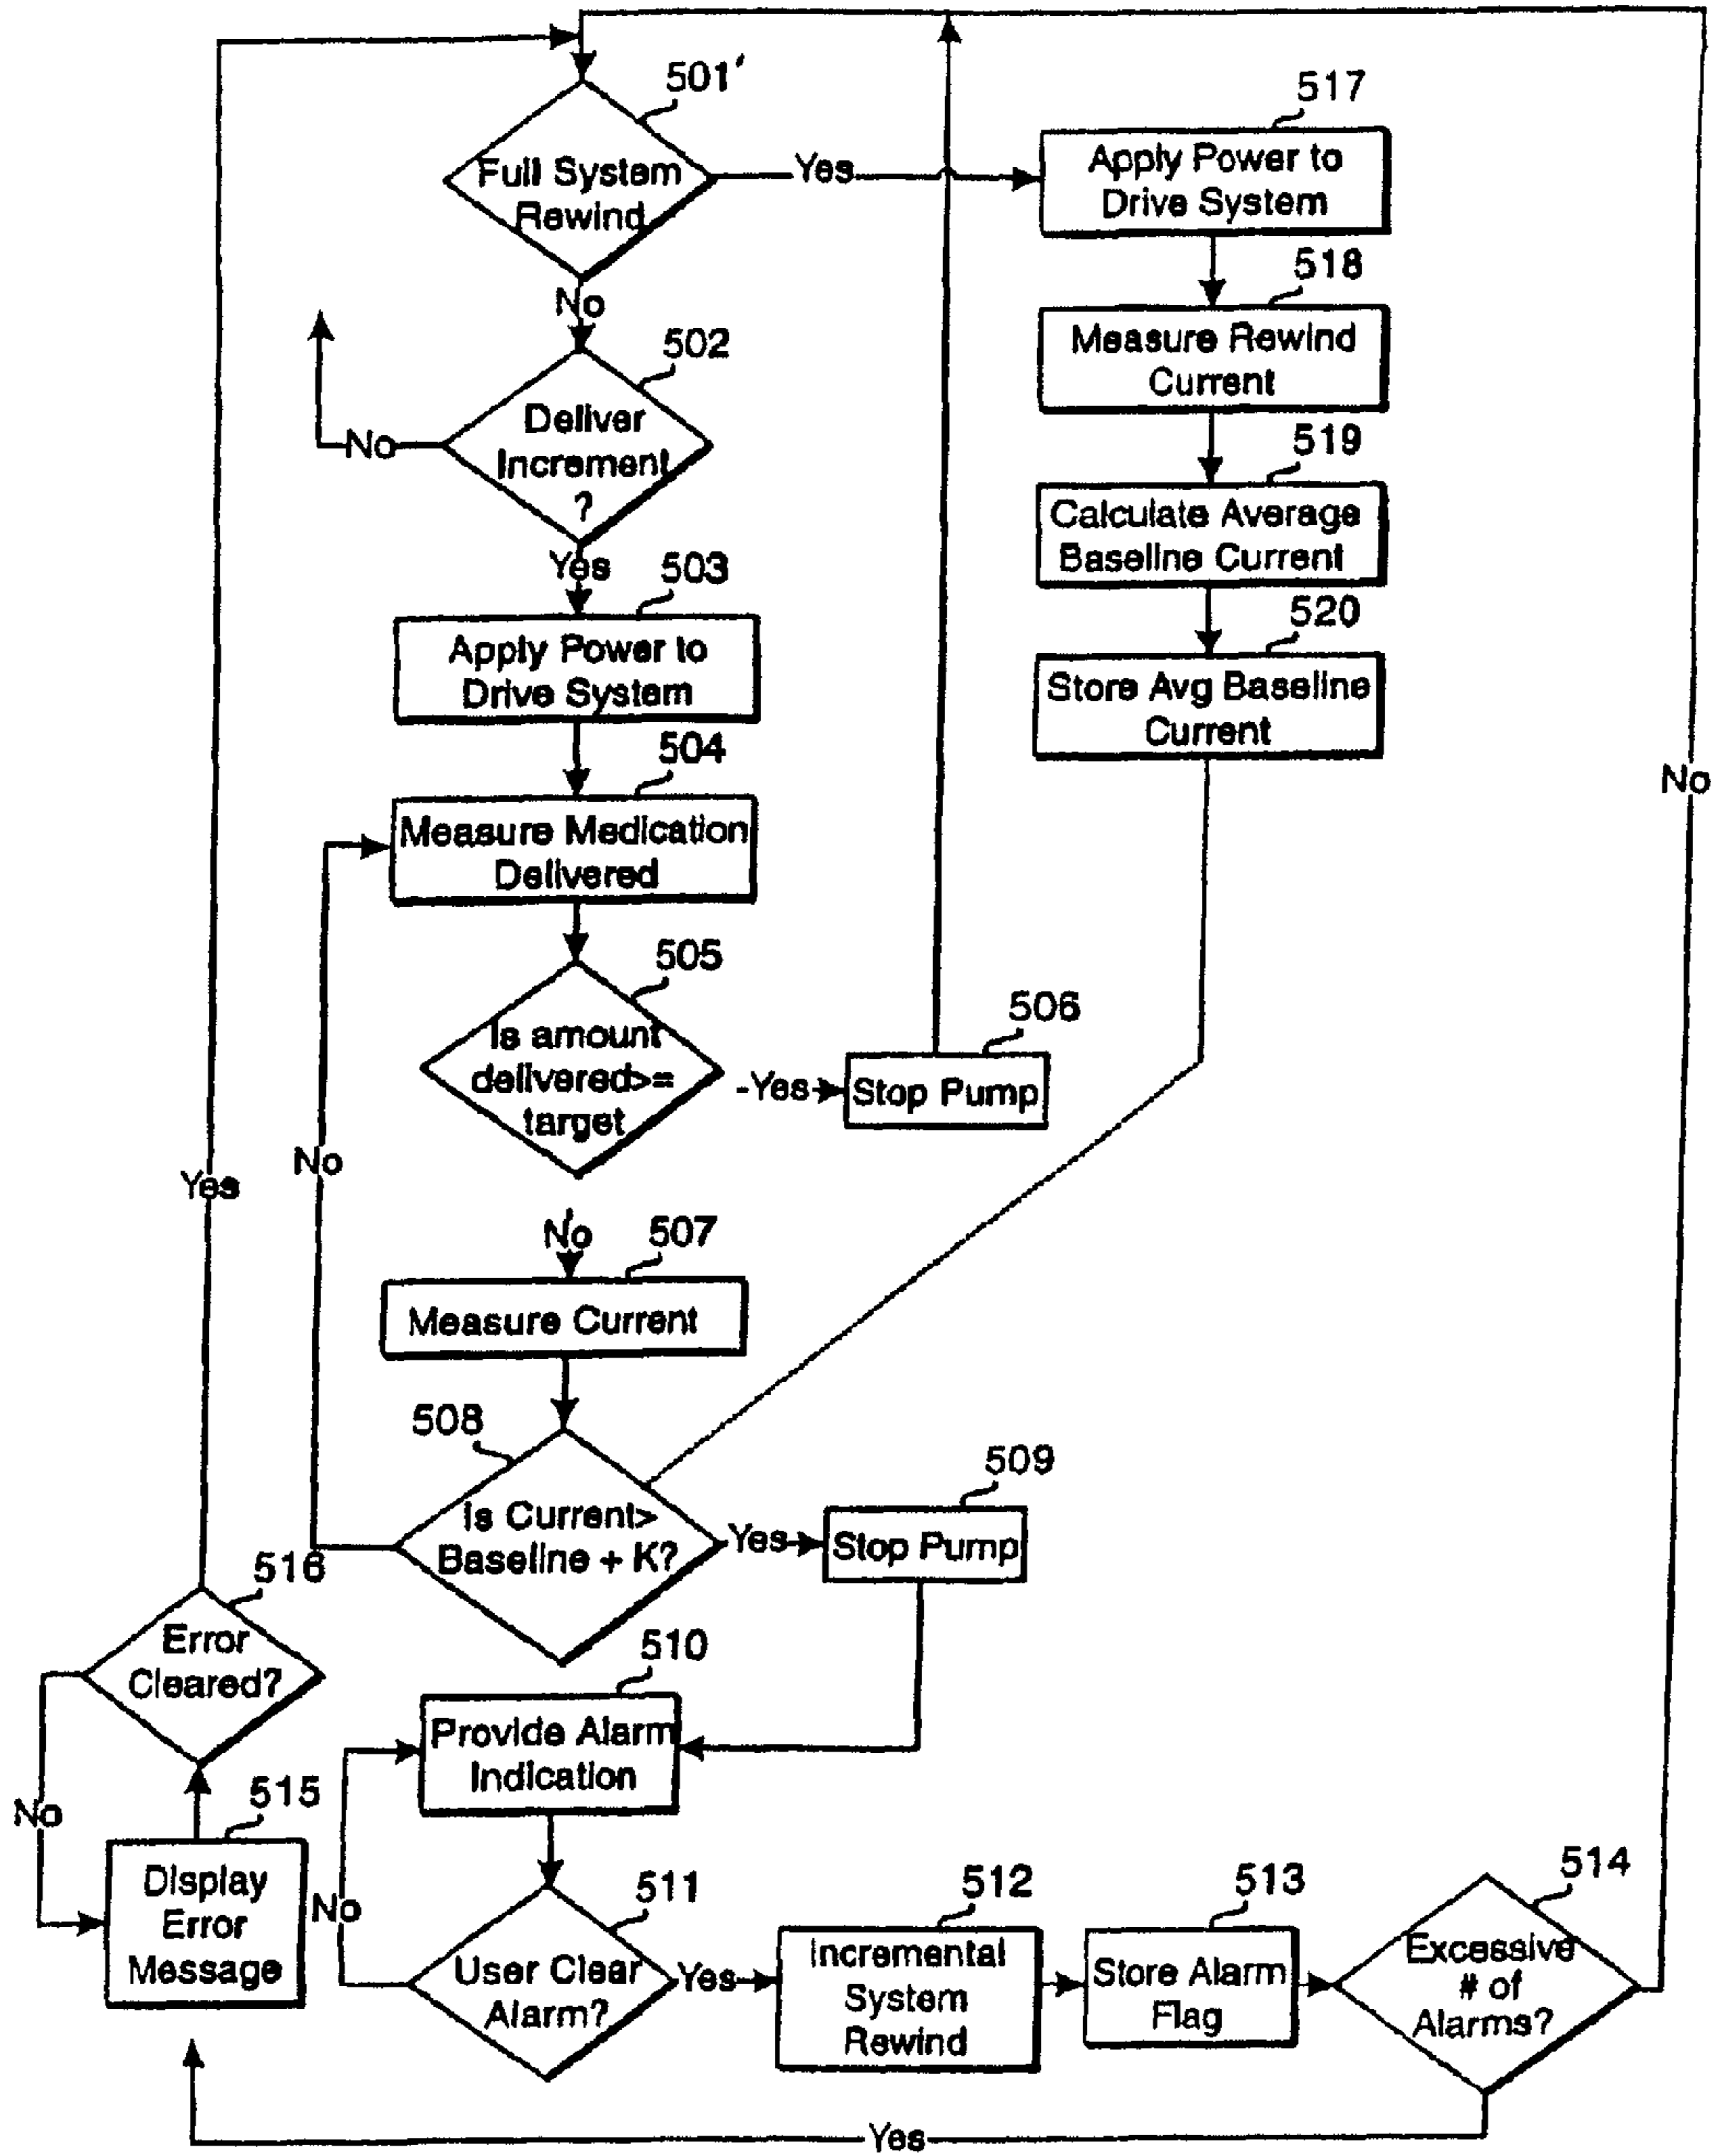 501'
Full System
Rewind
Yes
517
Apply Power to
Drive System
518
Measure Rewind
Current
519
Calculate Average
Baseline Current
520
Store Avg Baseline
Current
No
502
Deliver
Increment
?
No
Yes
503
Apply Power to
Drive System
504
Measure Medication
Delivered
505
Is amount
delivered>=
target
-Yes
506
Stop Pump
No
507
Measure Current
508
Is Current>
Baseline + K?
No
Yes
509
Stop Pump
510
Provide Alarm
Indication
511
User Clear
Alarm?
No
Yes
512
Incremental
System
Rewind
513
Store Alarm
Flag
514
Excessive
# of
Alarms?
No
Yes
515
Display
Error
Message
516
Error
Cleared?
No
Yes